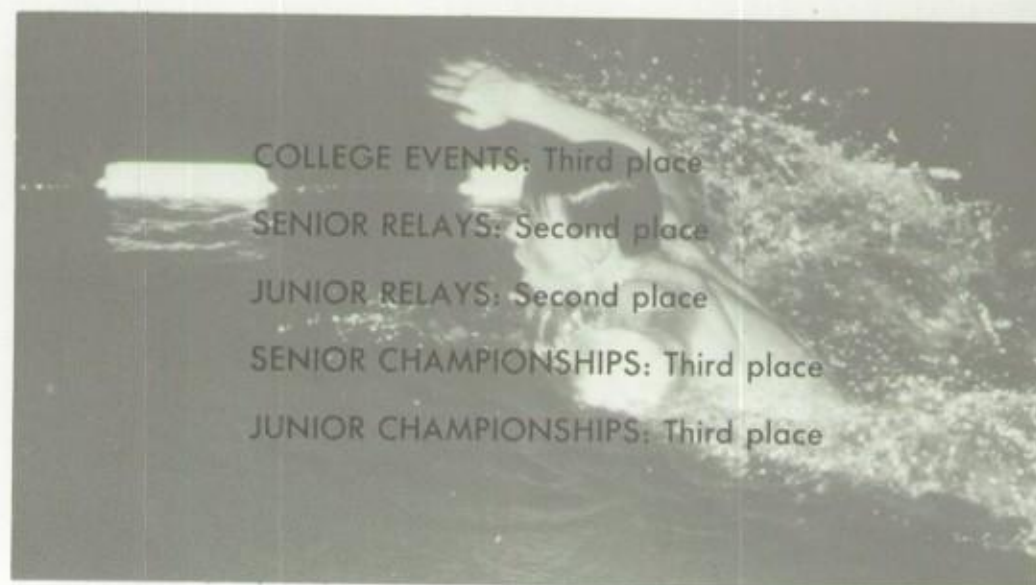 COLLEGE EVENTS: Third place
SENIOR RELAYS: Second place
JUNIOR RELAYS: Second place
SENIOR CHAMPIONSHIPS: Third place
JUNIOR CHAMPIONSHIPS: Third place